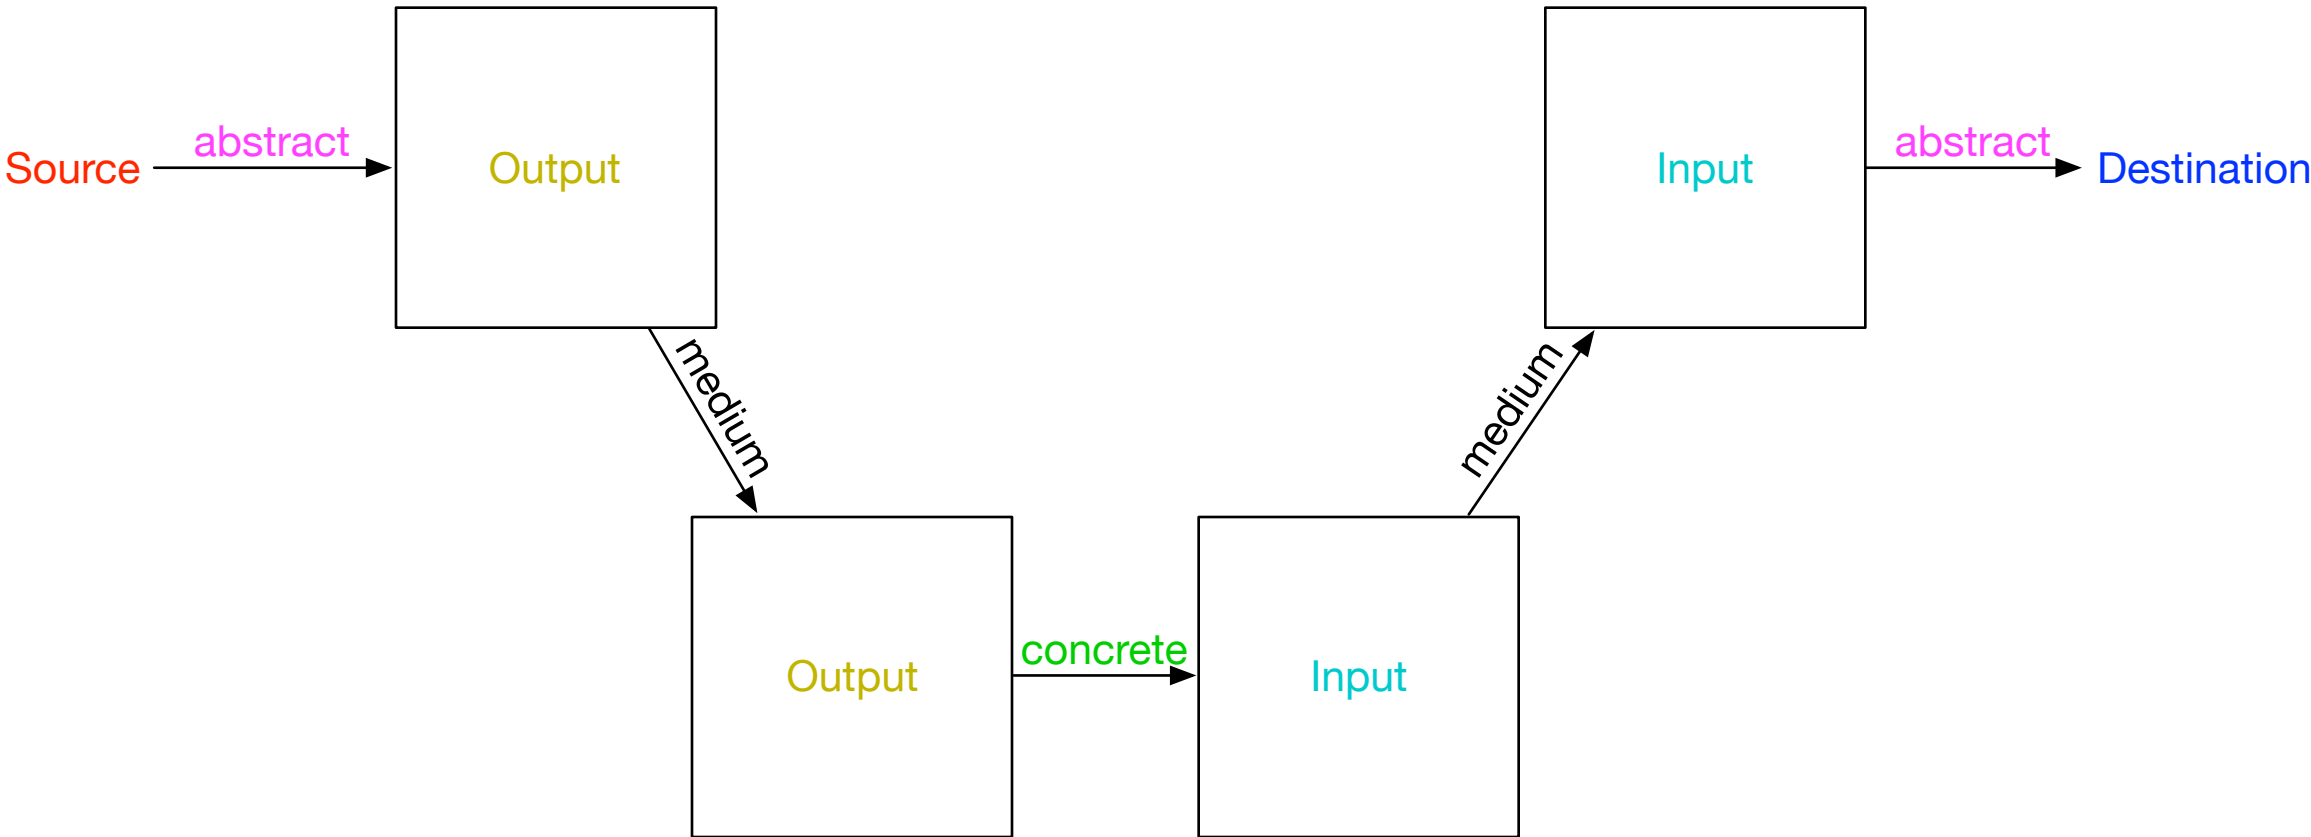 Source
abstract
Output
medium
Output
concrete
Input
medium
Input
abstract
Destination